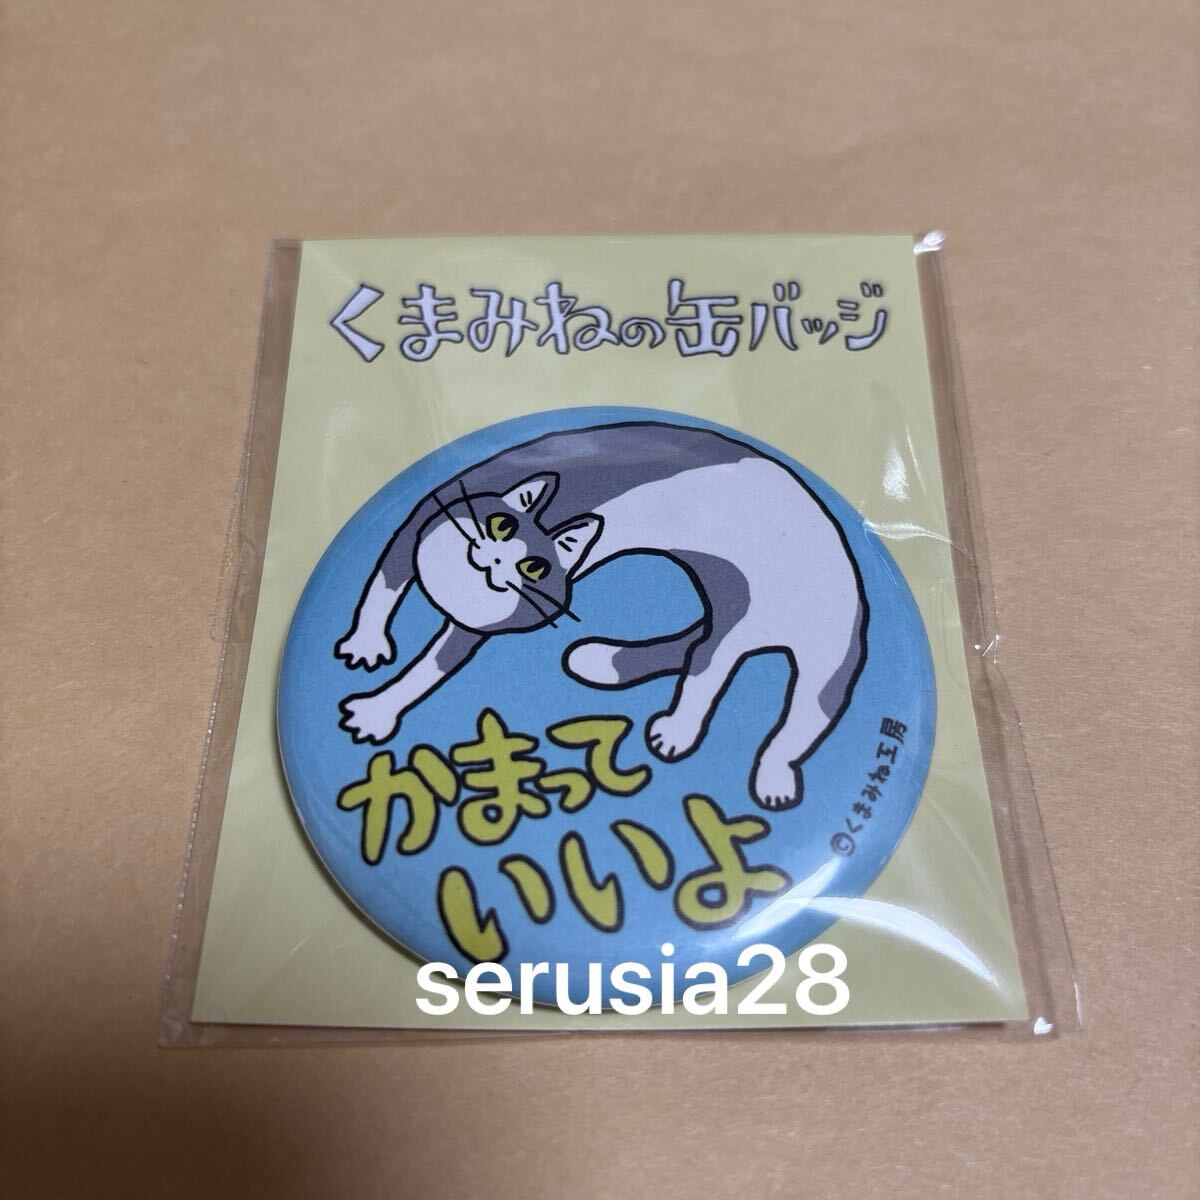 くまみねの缶バッジ
かまって
いいよ
©くまみね工房
serusia28